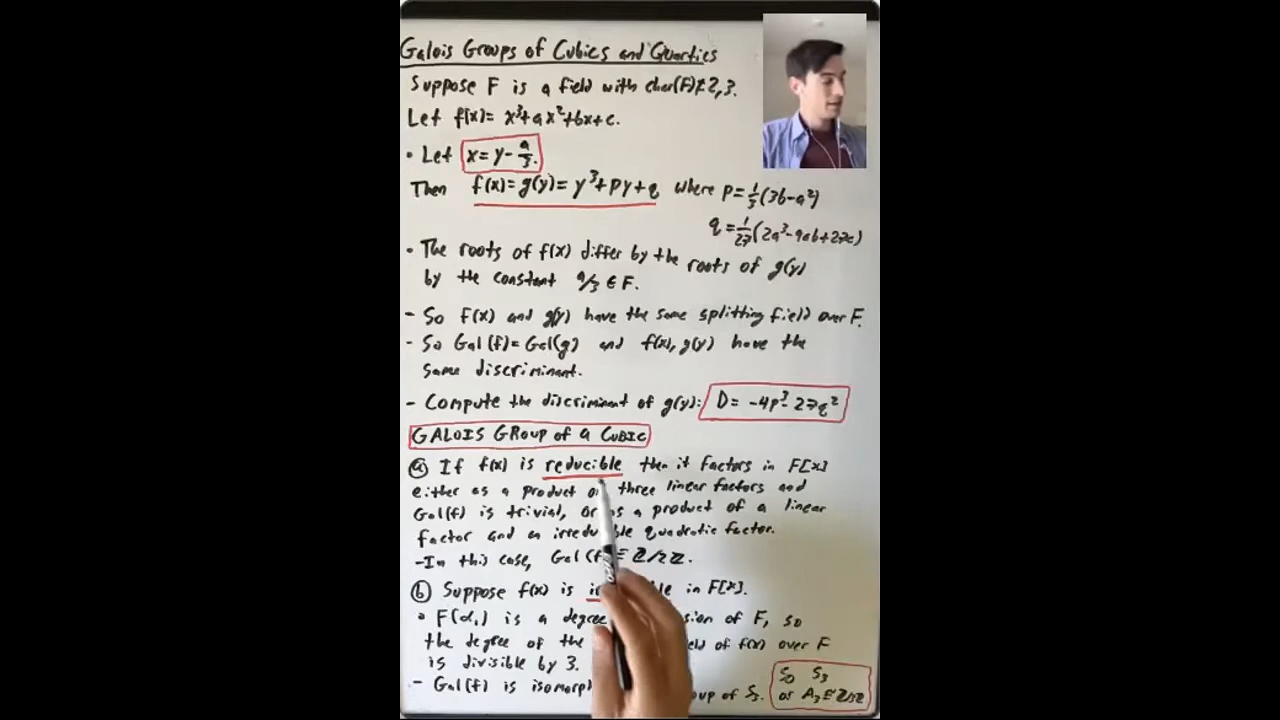 Galois Groups of Cubics and Quartics
Suppose F is a field with char(F)≠2,3.
Let f(x)= x³+ax²+bx+c.
• Let x=y-a/3.
Then f(x)=g(y)=y³+py+q where p=1/3(3b-a²)
q=1/27(2a³-9ab+27c)
• The roots of f(x) differ by the roots of g(y)
by the constant a/3 ∈ F.
- So f(x) and g(y) have the same splitting field over F.
- So Gal(f)=Gal(g) and f(x),g(y) have the
same discriminant.
- Compute the discriminant of g(y): D= -4p³-27q²
GALOIS GROUP of a CUBIC
ⓐ If f(x) is reducible then it factors in F[x]
either as a product three linear factors and
Gal(f) is trivial, or as a product of a linear
factor and an quadratic factor.
-In this case, Gal(f) ≅ Z/2Z.
ⓑ Suppose f(x) is in F[x].
• F(α₁) is a degree of F, so
the degree of the of f(x) over F
is divisible by 3.
- Gal(f) is of S₃. So S₃
or A₃≅Z/3Z